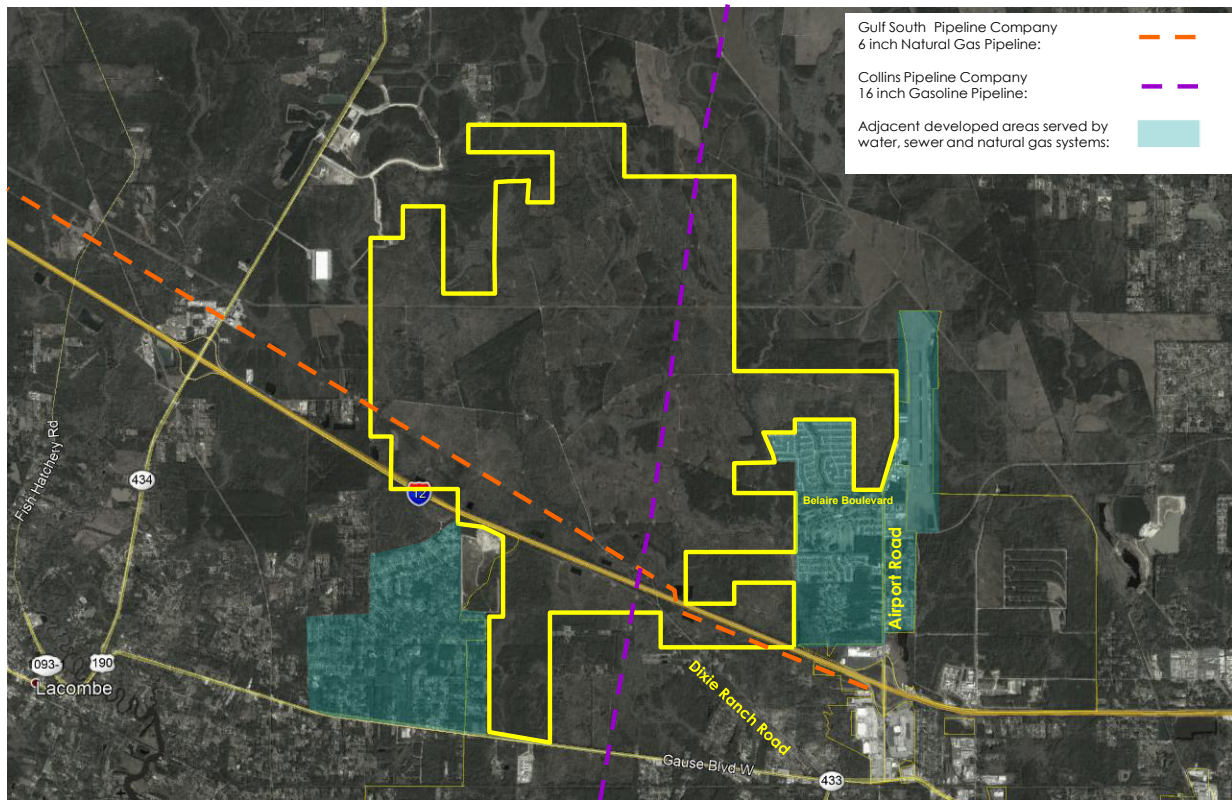 Gulf South Pipeline Company
6 inch Natural Gas Pipeline:
Collins Pipeline Company
16 inch Gasoline Pipeline:
Adjacent developed areas served by
water, sewer and natural gas systems:
Fish Hatchery Rd
434
12
Belaire Boulevard
Airport Road
093-
190
Lacombe
Dixie Ranch Road
Gause Blvd W
433